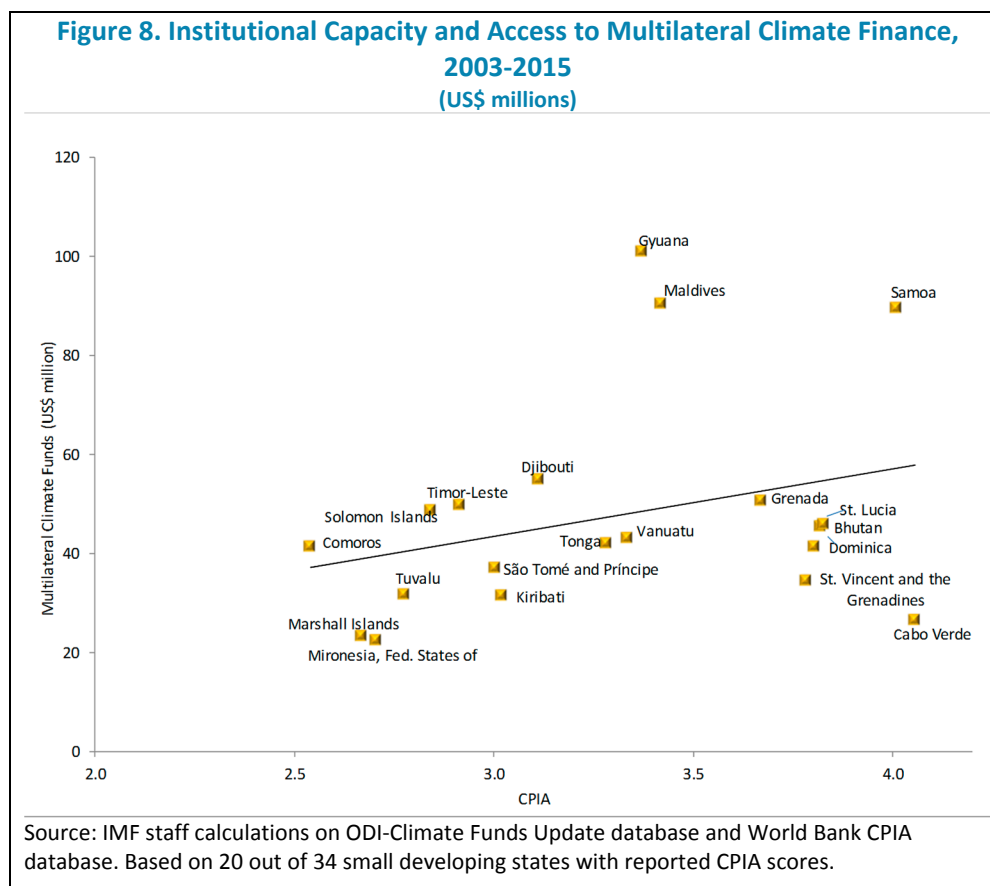 Figure 8. Institutional Capacity and Access to Multilateral Climate Finance,
2003-2015
(US$ millions)
120
100
80
60
40
20
0
Multilateral Climate Funds (US$ million)
Gyuana
Maldives
Samoa
Djibouti
Timor-Leste
Solomon Islands
Comoros
Grenada
St. Lucia
Bhutan
Dominica
Vanuatu
Tonga
São Tomé and Príncipe
Kiribati
Tuvalu
St. Vincent and the
Grenadines
Marshall Islands
Mironesia, Fed. States of
Cabo Verde
2.0
2.5
3.0
3.5
4.0
CPIA
Source: IMF staff calculations on ODI-Climate Funds Update database and World Bank CPIA
database. Based on 20 out of 34 small developing states with reported CPIA scores.